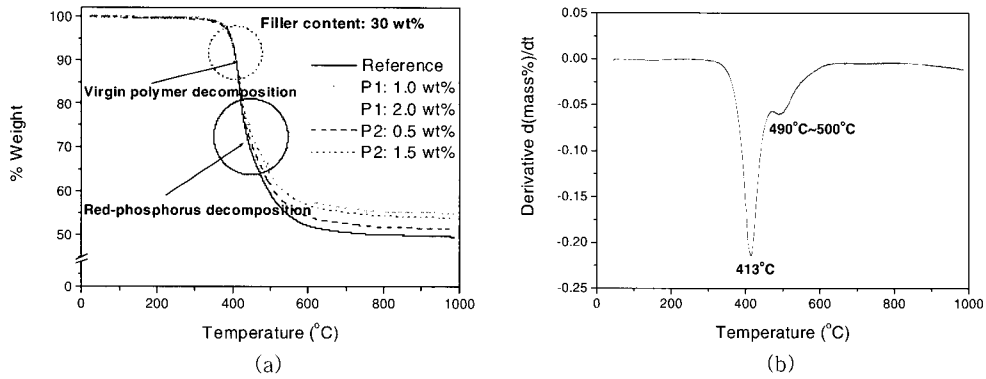 Filler content: 30 wt%
Virgin polymer decomposition
Reference
P1: 1.0 wt%
P1: 2.0 wt%
P2: 0.5 wt%
P2: 1.5 wt%
Red-phosphorus decomposition
% Weight
100
90
80
70
60
50
0
0 200 400 600 800 1000
Temperature (°C)
(a)
Derivative d(mass%)/dt
0.05
0.00
-0.05
-0.10
-0.15
-0.20
-0.25
490°C~500°C
413°C
0 200 400 600 800 1000
Temperature (°C)
(b)